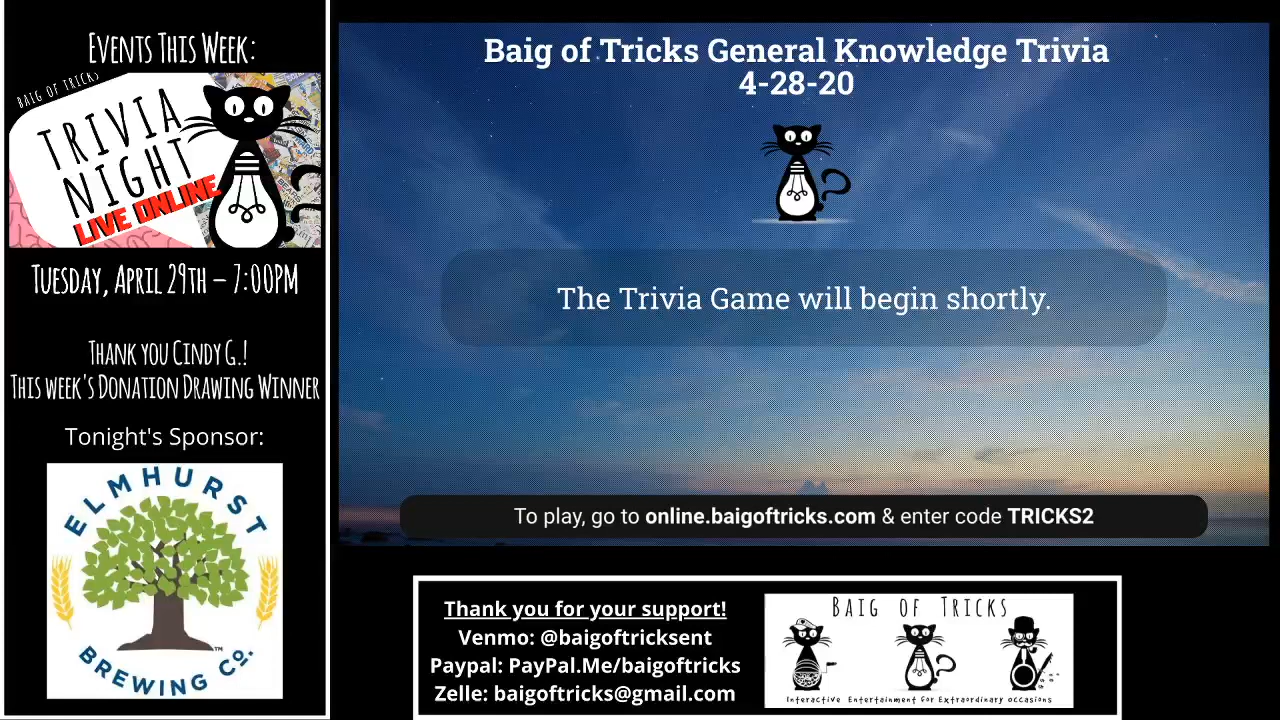 Events This Week:
BAIG OF TRICKS
TRIVIA
NIGHT
LIVE ONLINE
Tuesday, April 29th – 7:00PM
Thank you Cindy G.!
This week's Donation Drawing Winner
Tonight's Sponsor:
ELMHURST
BREWING Co.
TM
Baig of Tricks General Knowledge Trivia
4-28-20
The Trivia Game will begin shortly.
To play, go to online.baigoftricks.com & enter code TRICKS2
Thank you for your support!
Venmo: @baigoftricksent
Paypal: PayPal.Me/baigoftricks
Zelle: baigoftricks@gmail.com
BAIG OF TRICKS
Interactive Entertainment for Extraordinary occasions